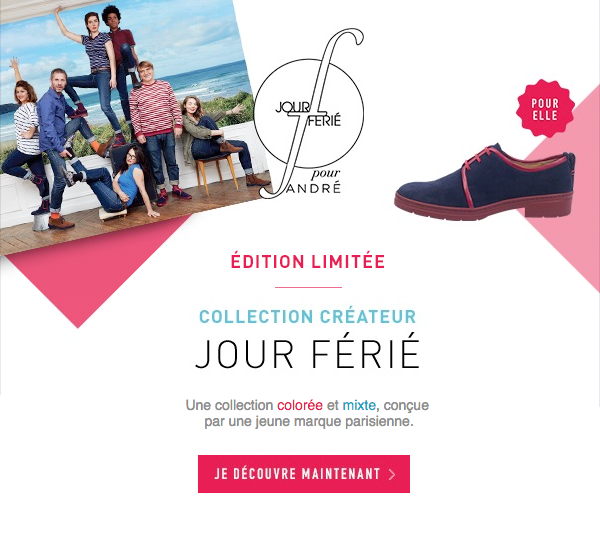 JOUR
FERIÉ
pour
ANDRÉ
POUR
ELLE
ÉDITION LIMITÉE
COLLECTION CRÉATEUR
JOUR FÉRIÉ
Une collection colorée et mixte, conçue
par une jeune marque parisienne.
JE DÉCOUVRE MAINTENANT >